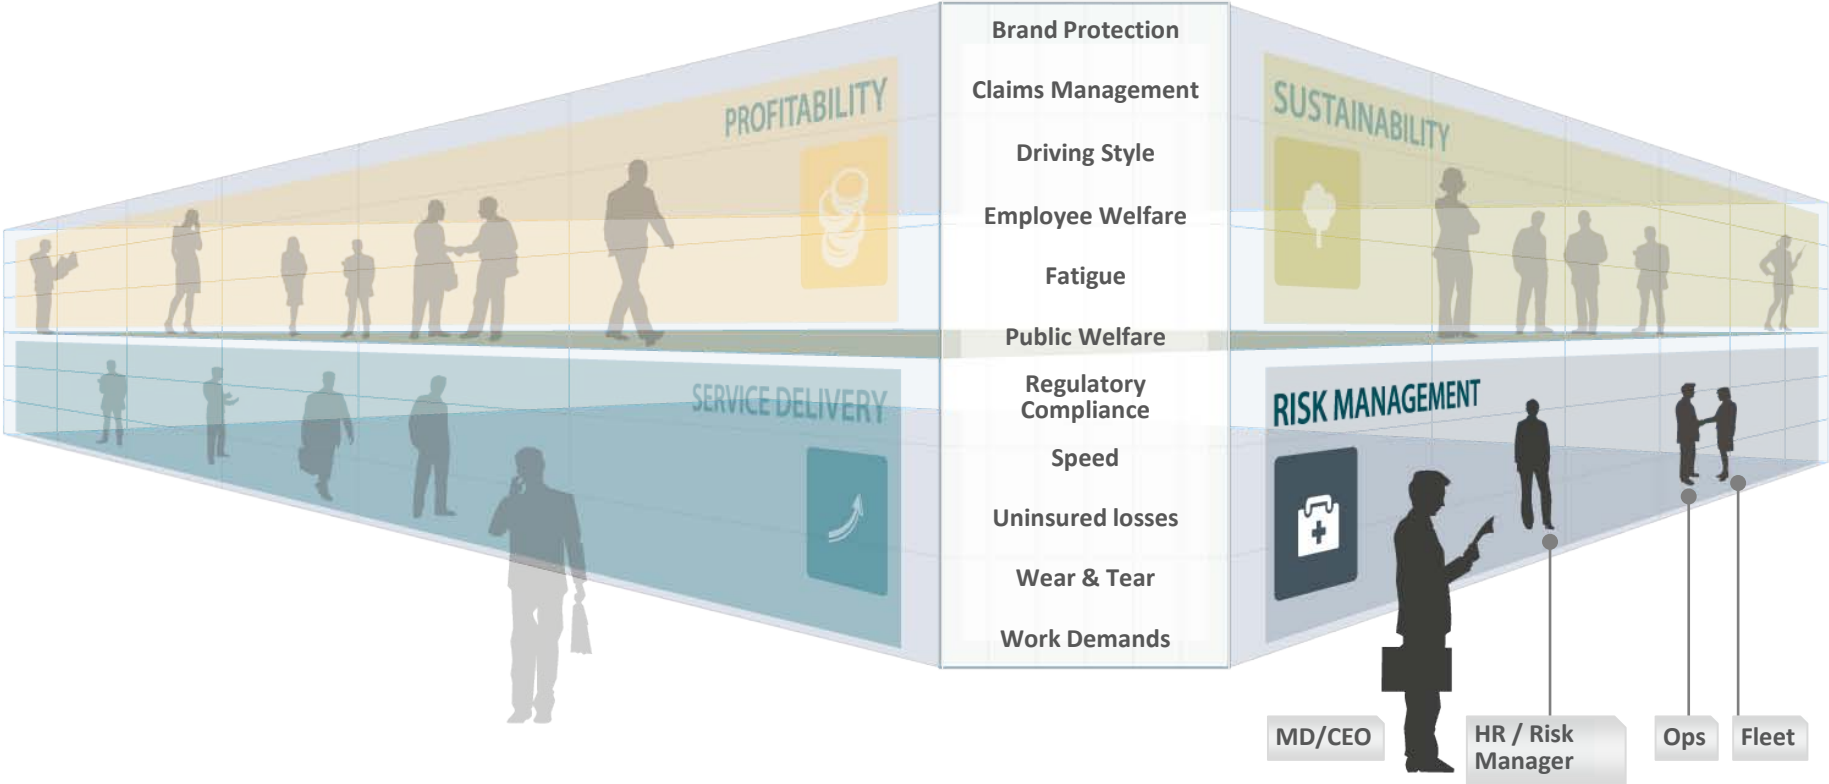 PROFITABILITY
SERVICE DELIVERY
Brand Protection
Claims Management
Driving Style
Employee Welfare
Fatigue
Public Welfare
Regulatory
Compliance
Speed
Uninsured losses
Wear & Tear
Work Demands
SUSTAINABILITY
RISK MANAGEMENT
MD/CEO
HR / Risk
Manager
Ops
Fleet